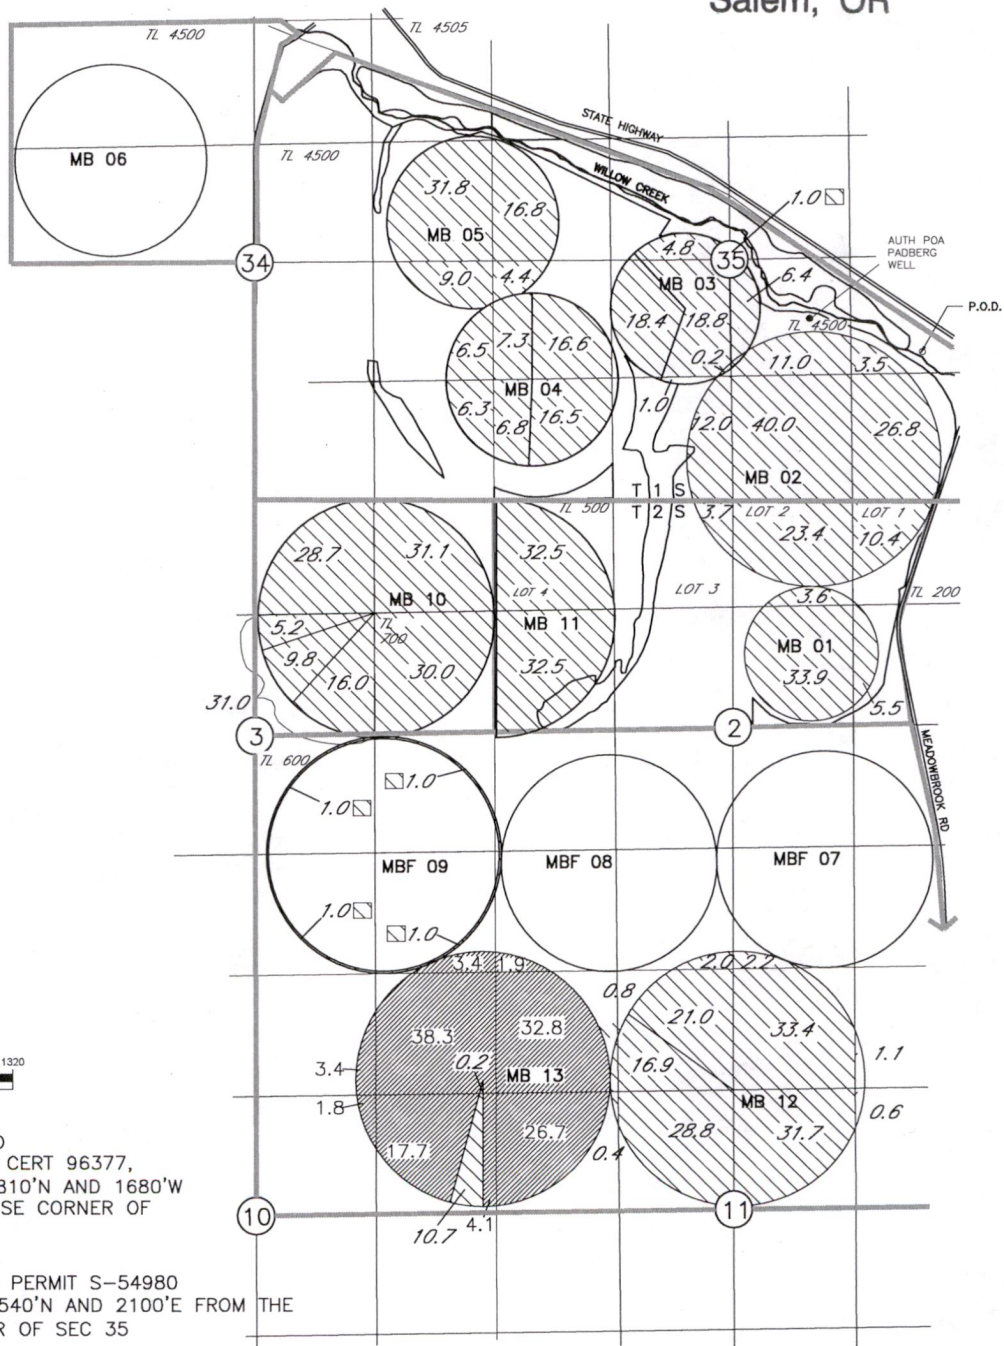 Salem, OR
TL 4500
TL 4505
MB 06
TL 4500
STATE HIGHWAY
WILLOW CREEK
1.0
31.8
16.8
MB 05
9.0
4.4
34
35
4.8
AUTH POA
PADBERG
WELL
6.4
MB 03
18.4
18.8
P.O.D.
TL 4500
0.2
11.0
3.5
7.3
16.6
6.5
MB 04
6.3
16.5
6.8
1.0
12.0
40.0
26.8
MB 02
T 1 S
T 2 S
TL 500
3.7
LOT 2
LOT 1
23.4
10.4
28.7
31.1
32.5
LOT 4
LOT 3
TL 200
MB 10
MB 11
3.6
TL
700
5.2
9.8
16.0
30.0
32.5
MB 01
33.9
5.5
31.0
3
2
MEADOWBROOK RD
TL 600
1.0
1.0
MBF 09
MBF 08
MBF 07
1.0
1.0
3.4
1.9
2.0
2.2
0.8
21.0
33.4
38.3
32.8
1.1
3.4
0.2
MB 13
16.9
MB 12
0.6
1.8
17.7
26.7
28.8
31.7
0.4
10.7
4.1
10
11
1320
CERT 96377,
310'N AND 1680'W
SE CORNER OF
PERMIT S-54980
540'N AND 2100'E FROM THE
R OF SEC 35